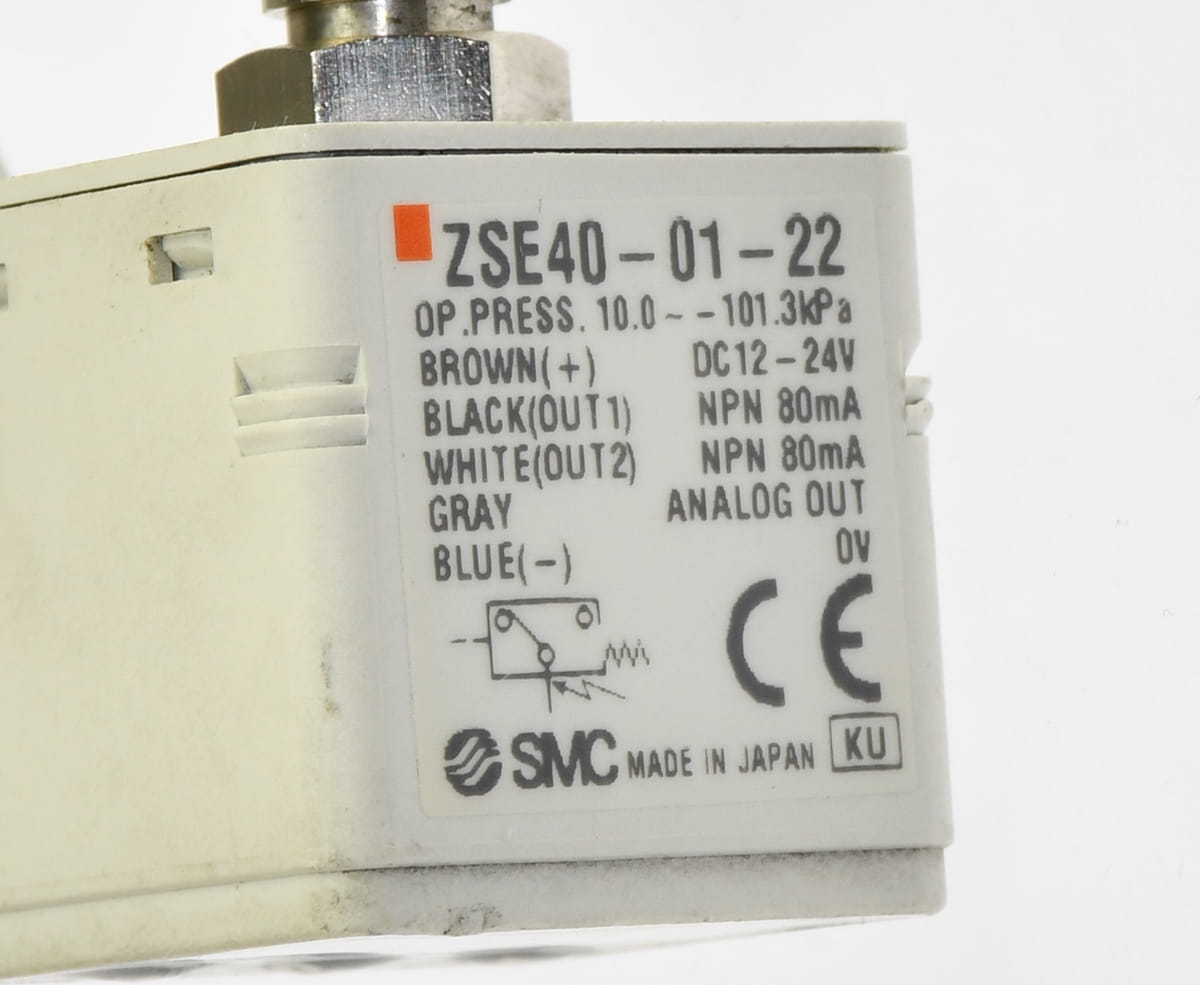 ZSE40-01-22
OP.PRESS. 10.0 ~ -101.3kPa
BROWN(+) DC12-24V
BLACK(OUT1) NPN 80mA
WHITE(OUT2) NPN 80mA
GRAY ANALOG OUT
BLUE(-) 0V
CE
SMC MADE IN JAPAN KU